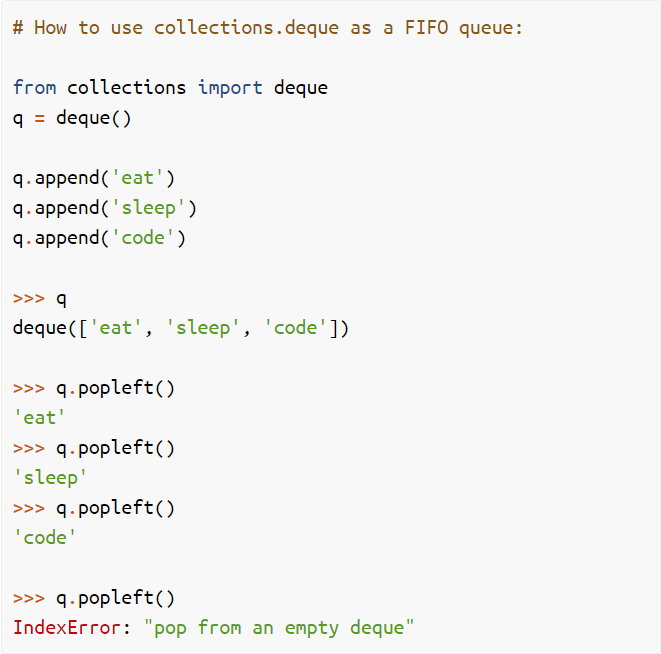 # How to use collections.deque as a FIFO queue:
from collections import deque
q = deque()
q.append('eat')
q.append('sleep')
q.append('code')
>>> q
deque(['eat', 'sleep', 'code'])
>>> q.popleft()
'eat'
>>> q.popleft()
'sleep'
>>> q.popleft()
'code'
>>> q.popleft()
IndexError: "pop from an empty deque"